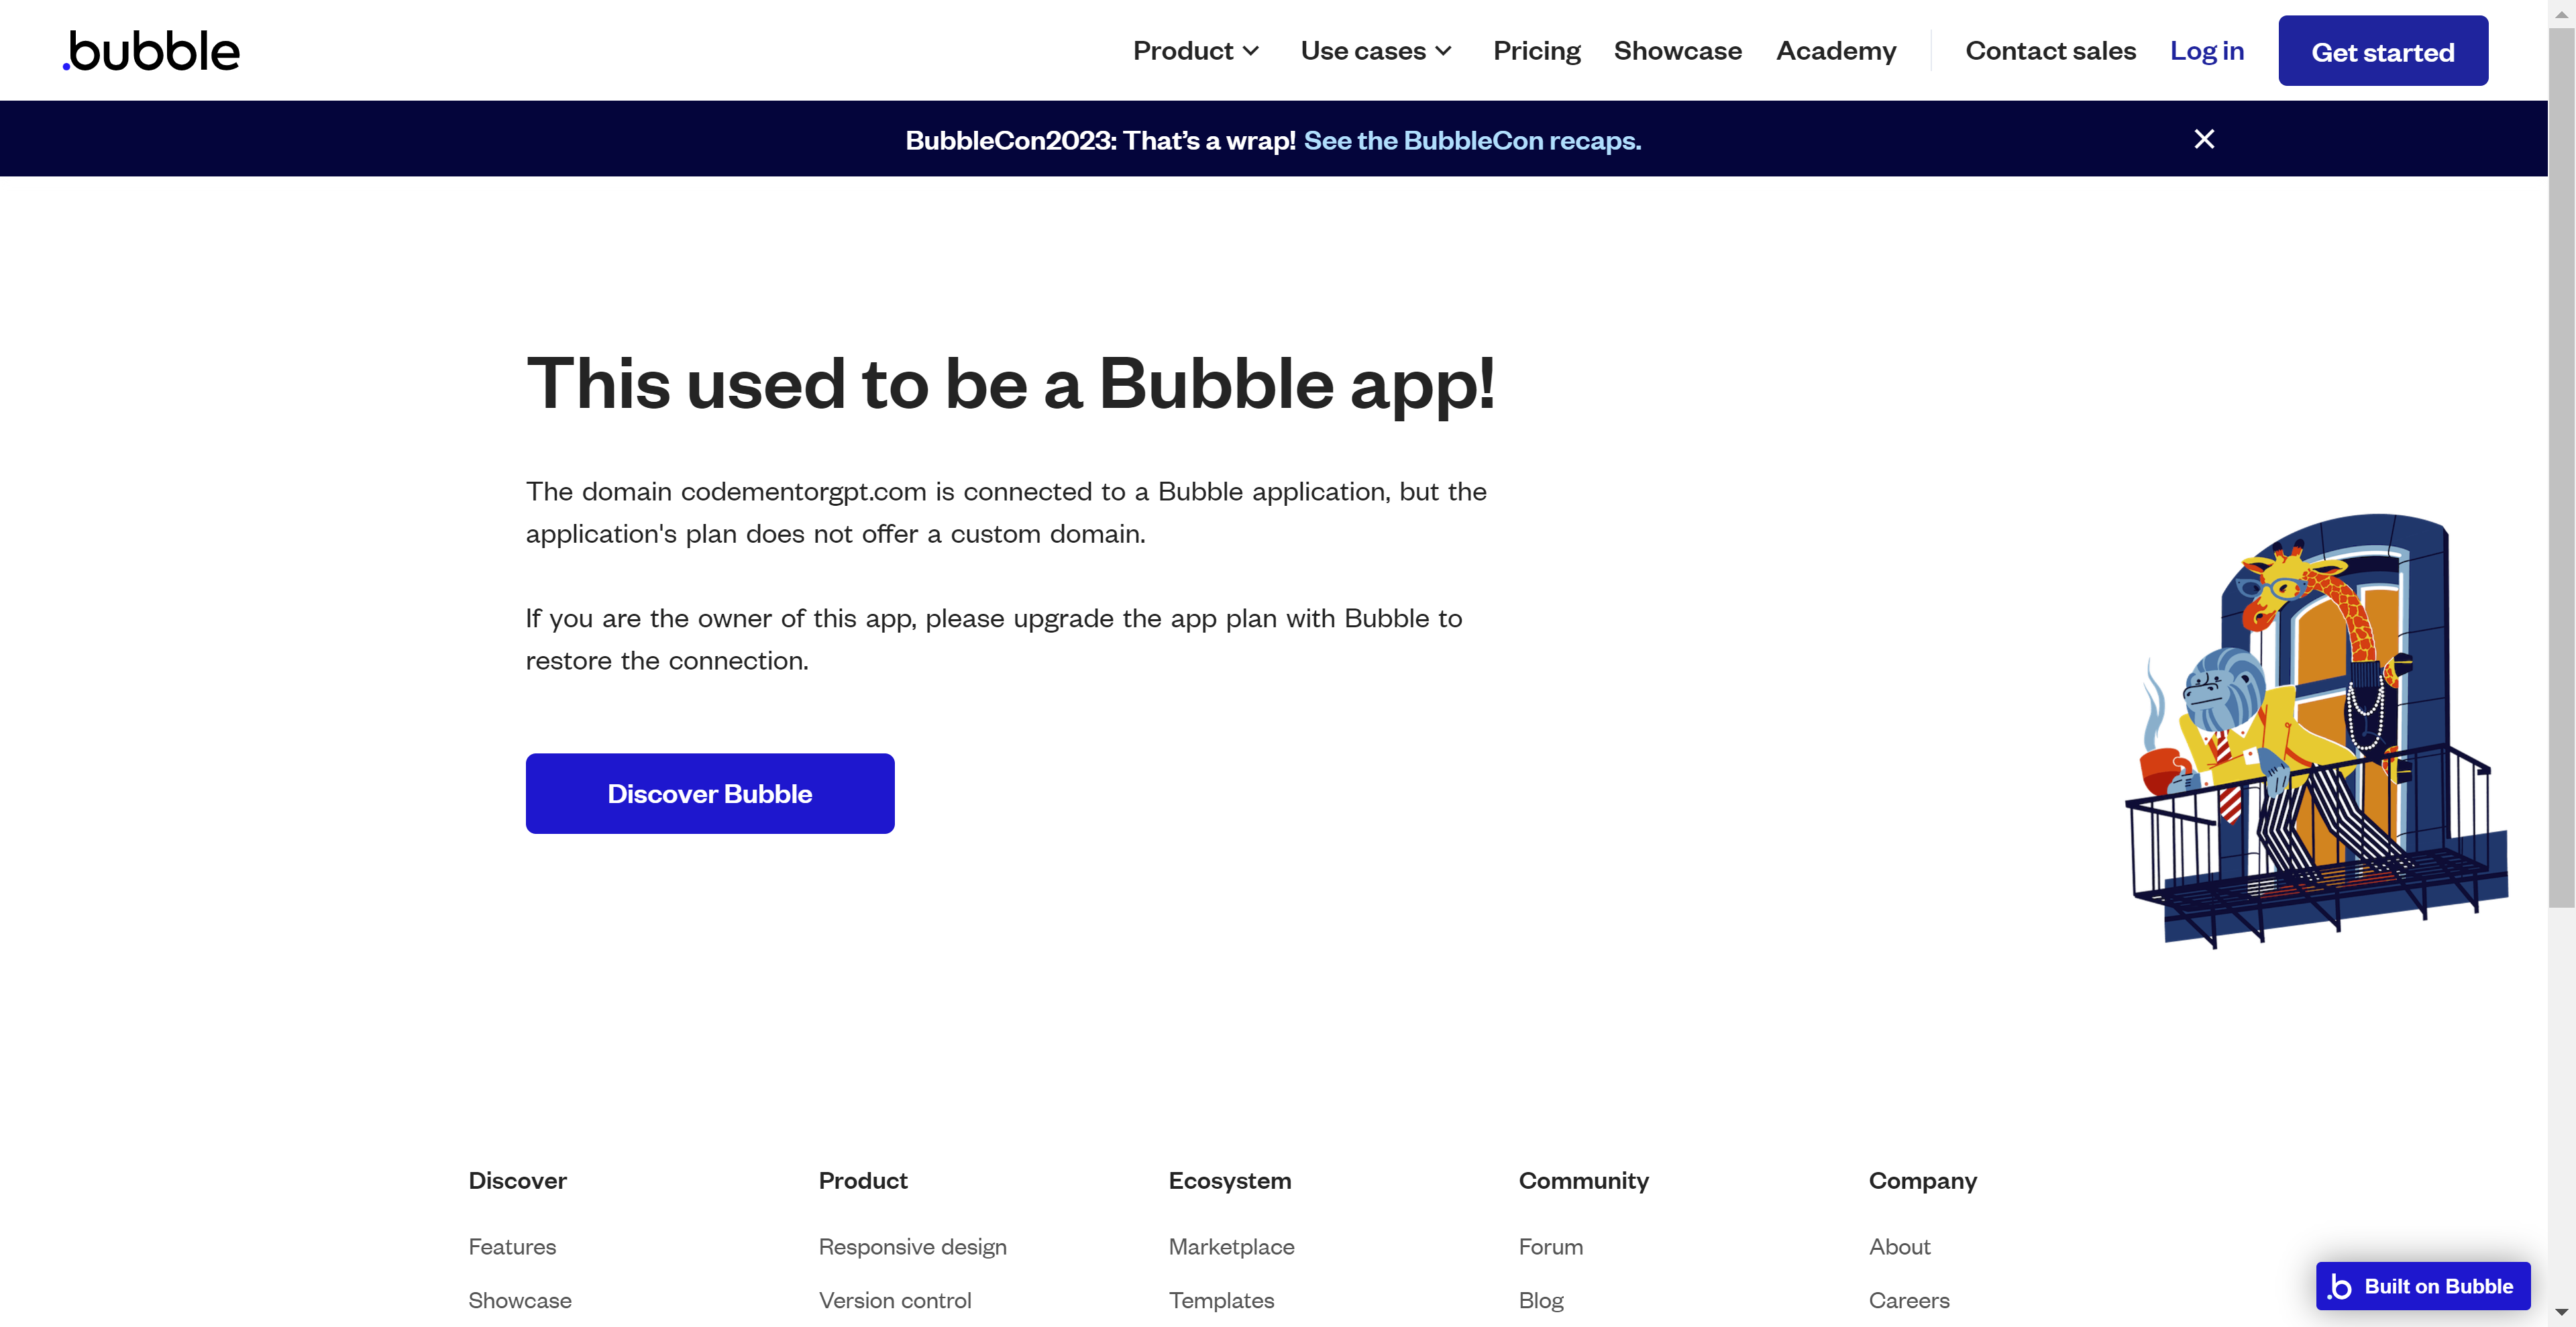 .bubble
Product Use cases Pricing Showcase Academy Contact sales Log in Get started
BubbleCon2023: That’s a wrap! See the BubbleCon recaps.
This used to be a Bubble app!
The domain codementorgpt.com is connected to a Bubble application, but the
application's plan does not offer a custom domain.
If you are the owner of this app, please upgrade the app plan with Bubble to
restore the connection.
Discover Bubble
Discover Product Ecosystem Community Company
Features Responsive design Marketplace Forum About
Showcase Version control Templates Blog Careers
.b Built on Bubble